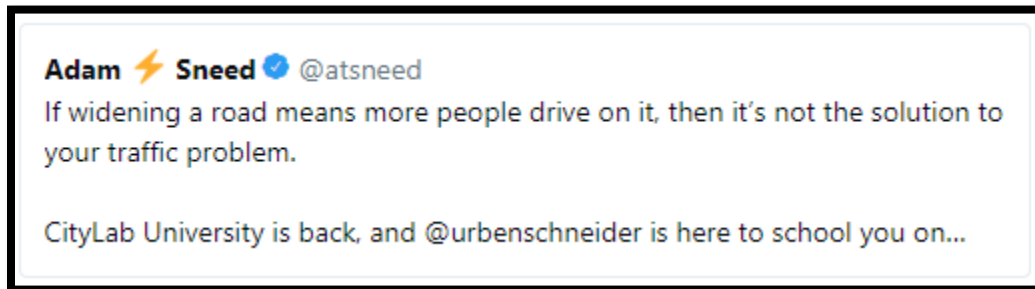 Adam ⚡ Sneed @atsneed
If widening a road means more people drive on it, then it’s not the solution to
your traffic problem.
CityLab University is back, and @urbenschneider is here to school you on...